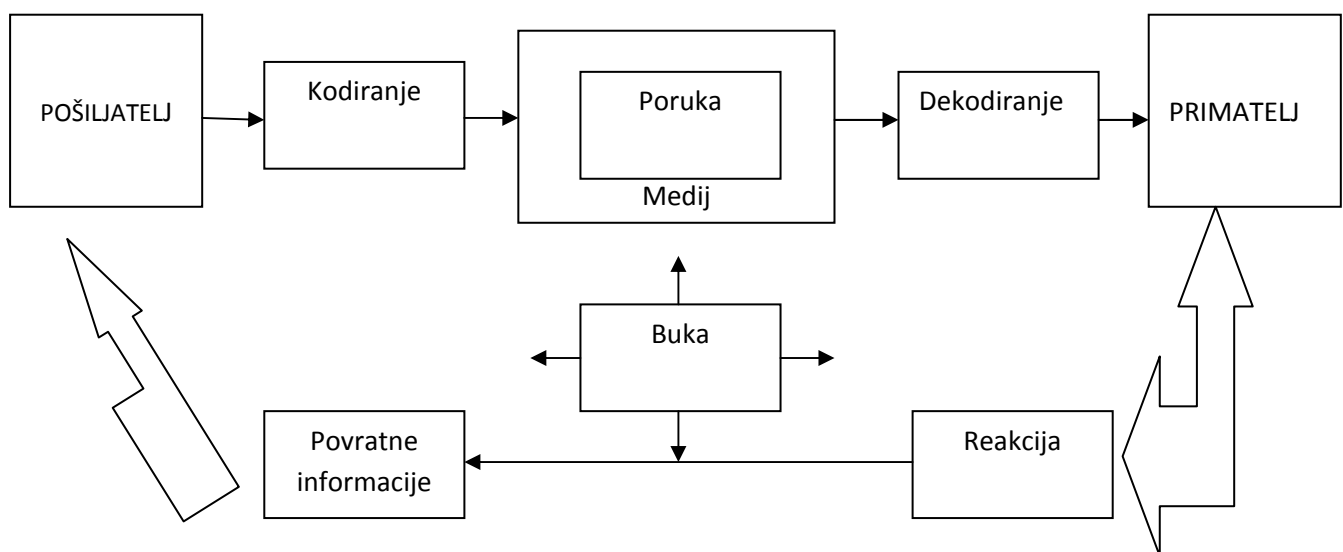 POŠILJATELJ
Kodiranje
Poruka
Medij
Dekodiranje
PRIMATELJ
Buka
Povratne
informacije
Reakcija